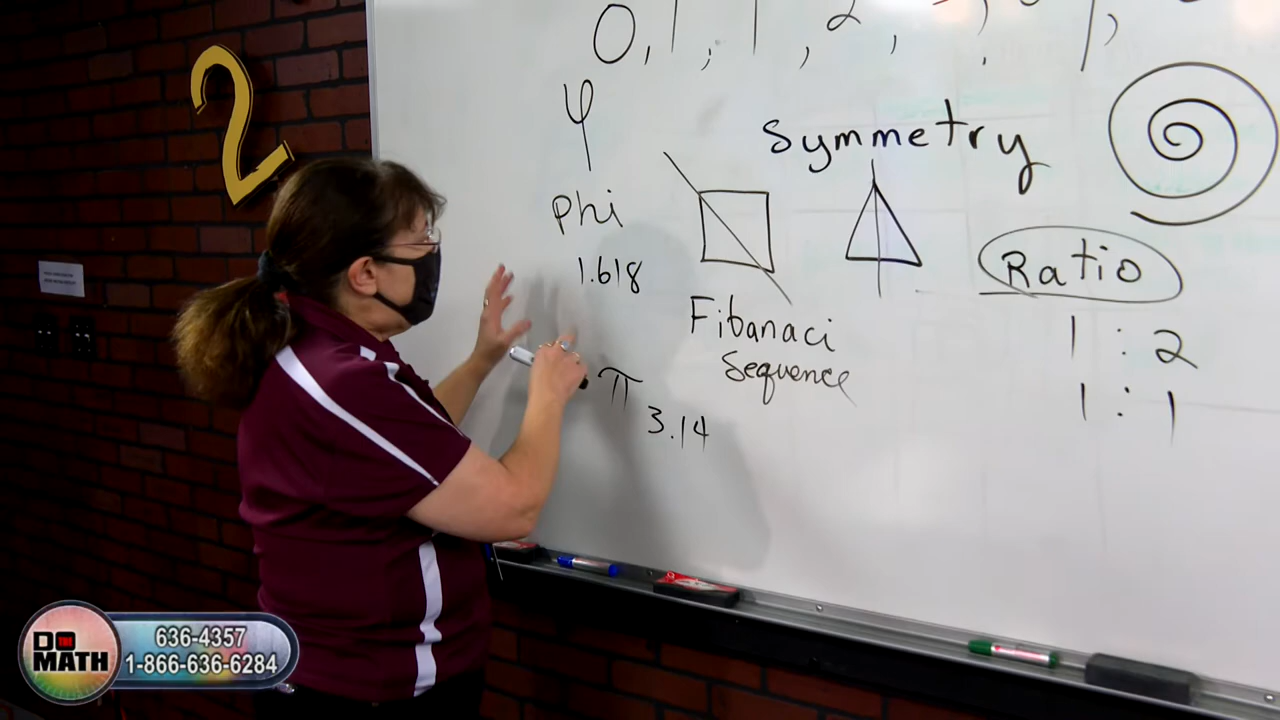 0, 1, 1, 2,
2
φ
Symmetry
Phi
1.618
Ratio
Fibanaci
Sequence
1 : 2
1 : 1
π
3.14
DO THE MATH
636-4357
1-866-636-6284